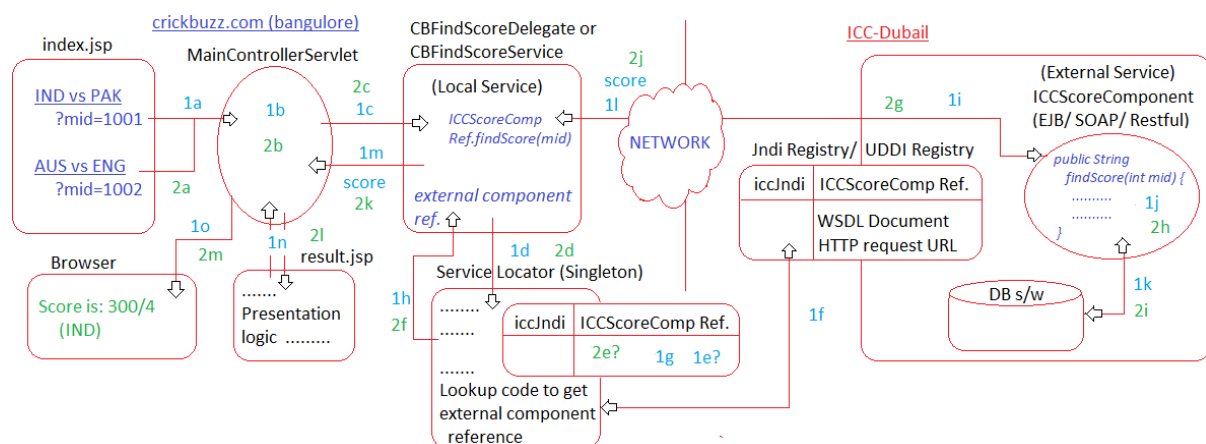 crickbuzz.com (bangulore)
index.jsp
MainControllerServlet
IND vs PAK
?mid=1001
AUS vs ENG
?mid=1002
1a
2a
1b
2b
2c
1c
1m
score
2k
CBFindScoreDelegate or
CBFindScoreService
(Local Service)
ICCScoreComp
Ref.findScore(mid)
external component
ref.
2j
score
1l
NETWORK
ICC-Dubail
2g
1i
(External Service)
ICCScoreComponent
(EJB/ SOAP/ Restful)
public String
findScore(int mid) {
..........
..........
}
1j
2h
Jndi Registry/ UDDI Registry
iccJndi
ICCScoreComp Ref.
WSDL Document
HTTP request URL
1k
2i
DB s/w
1f
1o
2m
1n
2l
result.jsp
.......
Presentation
logic .........
Browser
Score is: 300/4
(IND)
1d
2d
1h
2f
Service Locator (Singleton)
........
.......
.......
iccJndi
ICCScoreComp Ref.
2e?
1g
1e?
Lookup code to get
external component
reference